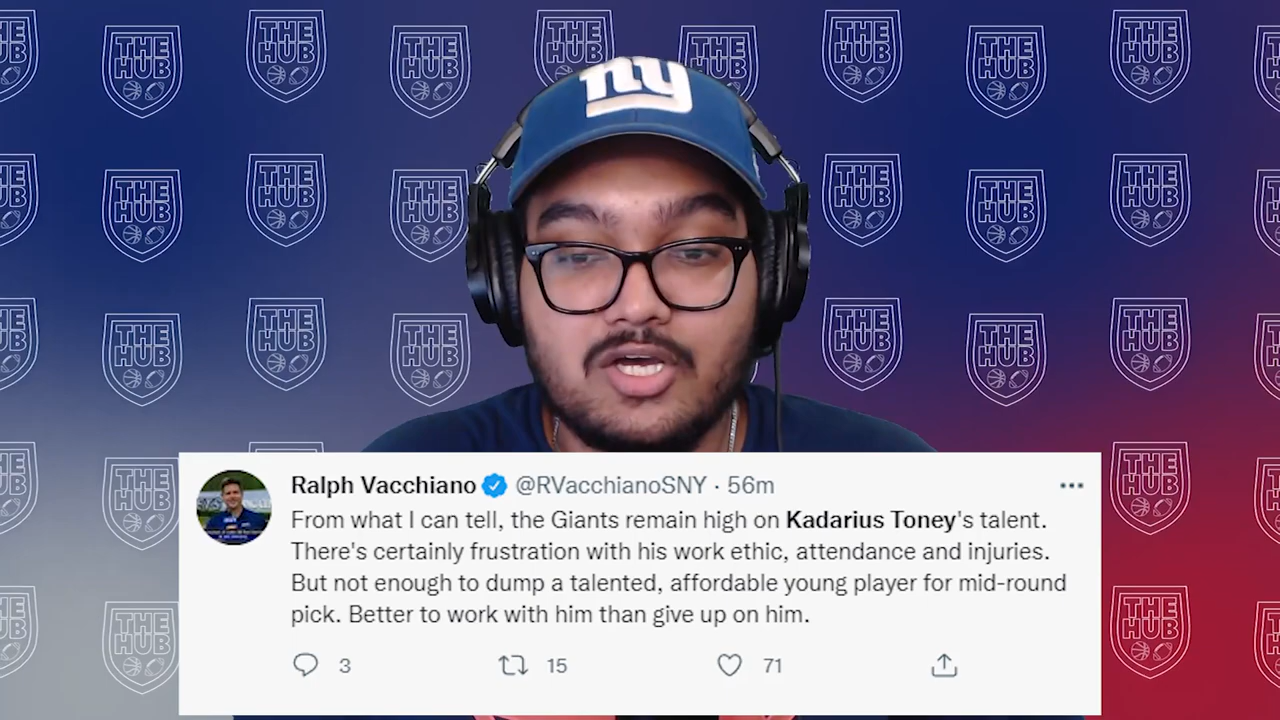 THE
HUB
ny
Ralph Vacchiano @RVacchianoSNY · 56m
From what I can tell, the Giants remain high on Kadarius Toney's talent.
There's certainly frustration with his work ethic, attendance and injuries.
But not enough to dump a talented, affordable young player for mid-round
pick. Better to work with him than give up on him.
3 15 71